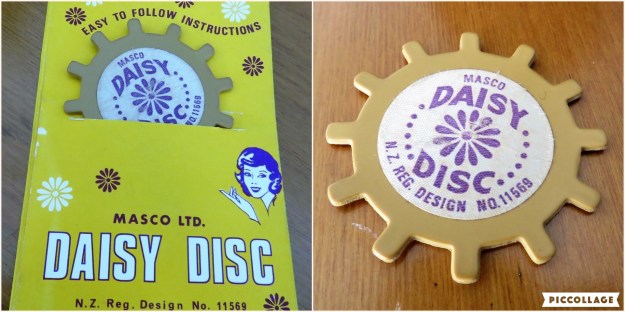 EASY TO FOLLOW INSTRUCTIONS
MASCO
DAISY
DISC
N.Z. REG. DESIGN NO. 11569
MASCO LTD.
DAISY DISC
N.Z. Reg. Design No. 11569
MASCO
DAISY
DISC
N.Z. REG. DESIGN NO. 11569
PICCOLLAGE